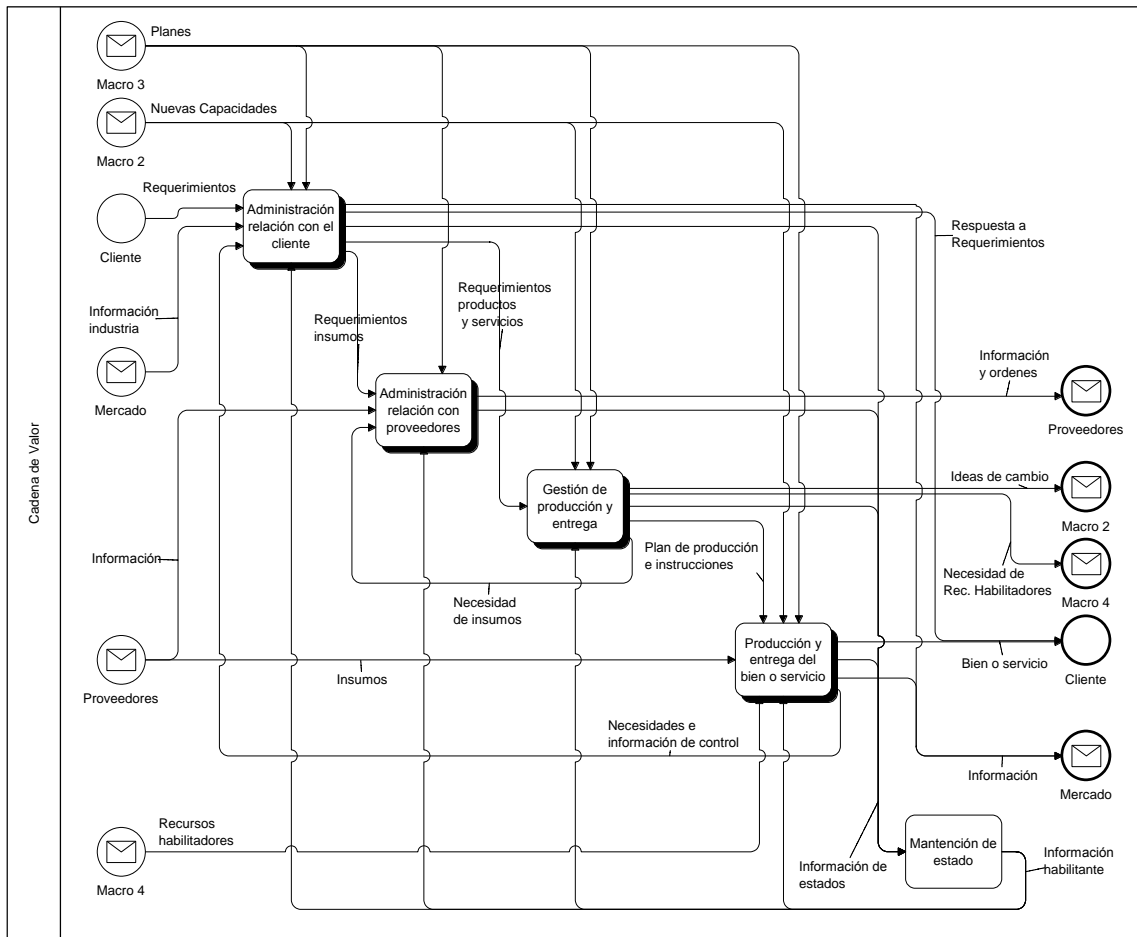 Cadena de Valor
Planes
Macro 3
Nuevas Capacidades
Macro 2
Requerimientos
Cliente
Administración
relación con el
cliente
Respuesta a
Requerimientos
Información
industria
Mercado
Requerimientos
insumos
Requerimientos
productos
y servicios
Información
y ordenes
Proveedores
Administración
relación con
proveedores
Ideas de cambio
Macro 2
Gestión de
producción y
entrega
Información
Plan de producción
e instrucciones
Necesidad de
Rec. Habilitadores
Macro 4
Necesidad
de insumos
Producción y
entrega del
bien o servicio
Bien o servicio
Cliente
Insumos
Proveedores
Necesidades e
información de control
Información
Mercado
Recursos
habilitadores
Macro 4
Información de
estados
Mantención de
estado
Información
habilitante